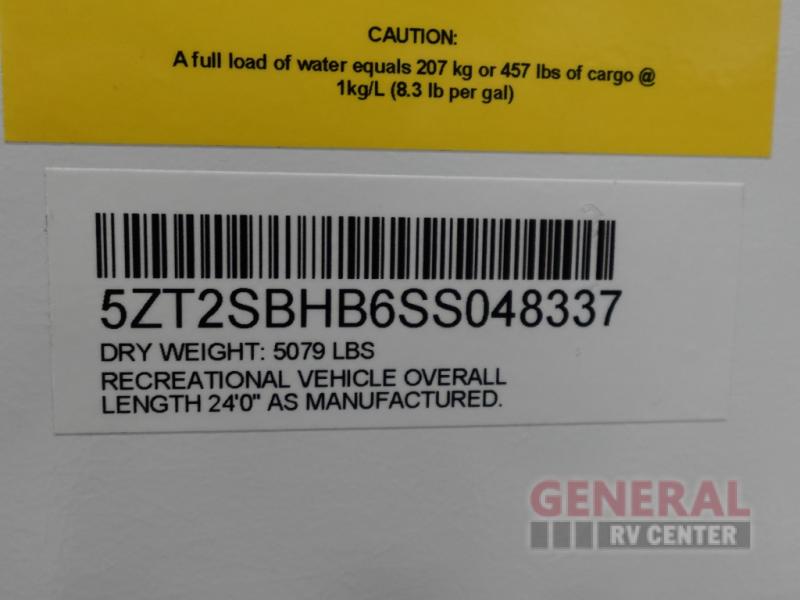 CAUTION:
A full load of water equals 207 kg or 457 lbs of cargo @
1kg/L (8.3 lb per gal)
5ZT2SBHB6SS048337
DRY WEIGHT: 5079 LBS
RECREATIONAL VEHICLE OVERALL
LENGTH 24'0" AS MANUFACTURED.
GENERAL
RV CENTER